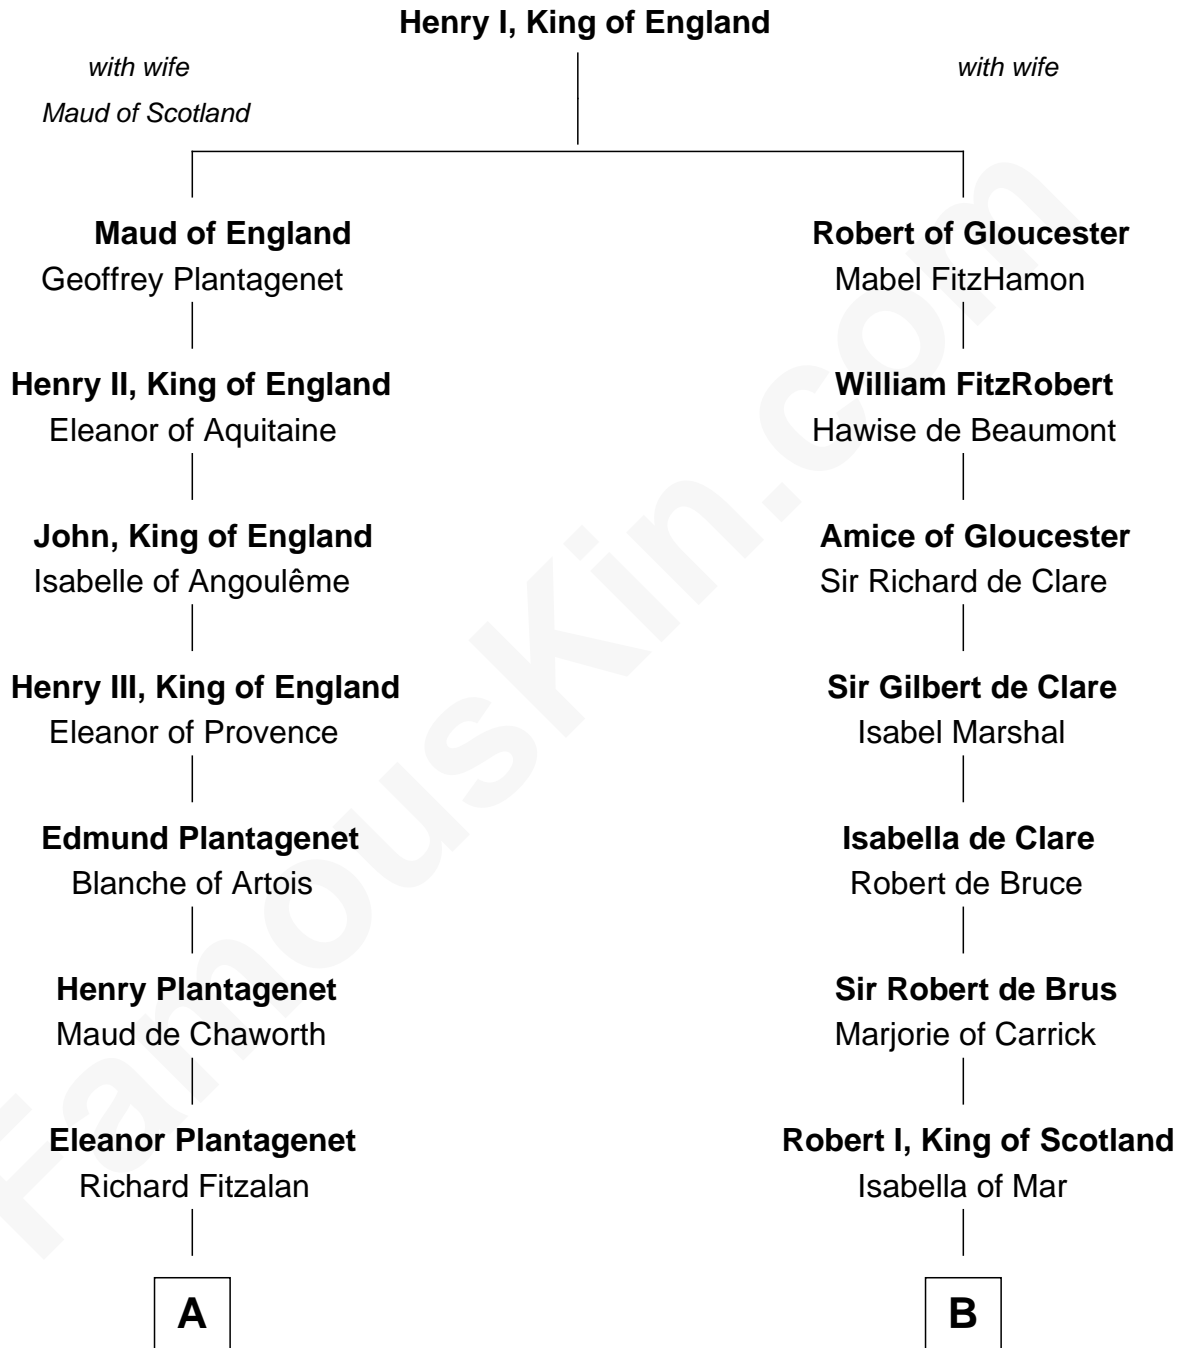 Henry I, King of England
with wife
Maud of Scotland
with wife
Maud of England
Geoffrey Plantagenet
Robert of Gloucester
Mabel FitzHamon
Henry II, King of England
Eleanor of Aquitaine
William FitzRobert
Hawise de Beaumont
John, King of England
Isabelle of Angoulême
Amice of Gloucester
Sir Richard de Clare
Henry III, King of England
Eleanor of Provence
Sir Gilbert de Clare
Isabel Marshal
Edmund Plantagenet
Blanche of Artois
Isabella de Clare
Robert de Bruce
Henry Plantagenet
Maud de Chaworth
Sir Robert de Brus
Marjorie of Carrick
Eleanor Plantagenet
Richard Fitzalan
Robert I, King of Scotland
Isabella of Mar
A
B
FamousKin.com